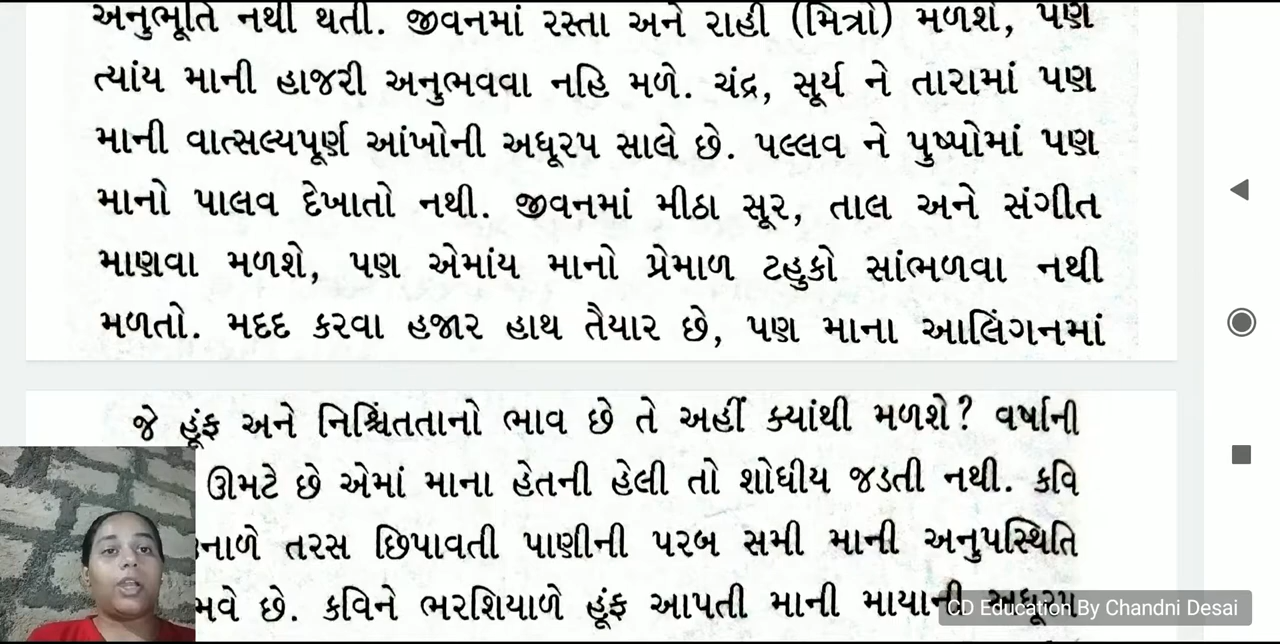 અનુભૂતિ નથી થતી. જીવનમાં રસ્તા અને રાહી (મિત્રો) મળશે, પણ
ત્યાંય માની હાજરી અનુભવવા નહિ મળે. ચંદ્ર, સૂર્ય ને તારામાં પણ
માની વાત્સલ્યપૂર્ણ આંખોની અધૂરપ સાલે છે. પલ્લવ ને પુષ્પોમાં પણ
માનો પાલવ દેખાતો નથી. જીવનમાં મીઠા સૂર, તાલ અને સંગીત
માણવા મળશે, પણ એમાંય માનો પ્રેમાળ ટહુકો સાંભળવા નથી
મળતો. મદદ કરવા હજાર હાથ તૈયાર છે, પણ માના આલિંગનમાં
જે હૂંફ અને નિશ્ચિંતતાનો ભાવ છે તે અહીં ક્યાંથી મળશે? વર્ષાની
ઊમટે છે એમાં માના હેતની હેલી તો શોધીય જડતી નથી. કવિ
તરસ છિપાવતી પાણીની પરબ સમી માની અનુપસ્થિતિ
છે. કવિને ભરશિયાળે હૂંફ આપતી માની માયાની અધૂરપ
CD Education By Chandni Desai